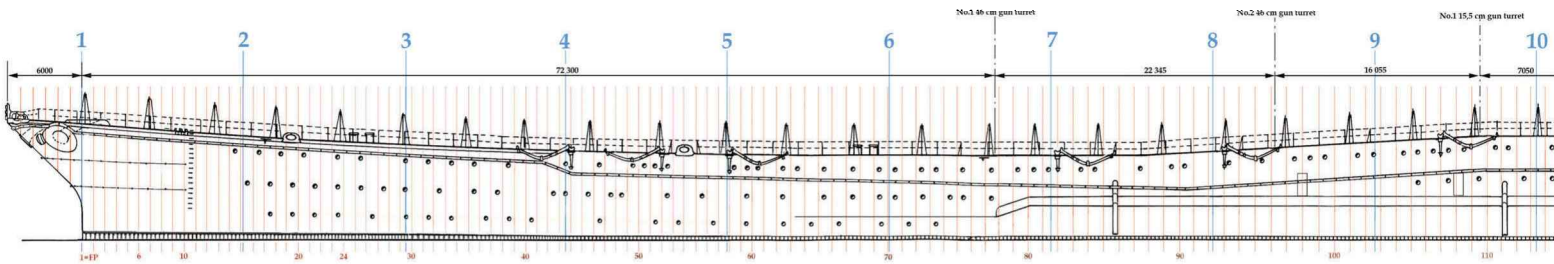 No.1 46 cm gun turret
No.2 46 cm gun turret
No.1 15,5 cm gun turret
1 2 3 4 5 6 7 8 9 10
6000 72 300 22 345 16 055 7050
1=FP 6 10 20 24 30 40 50 60 70 80 90 100 110